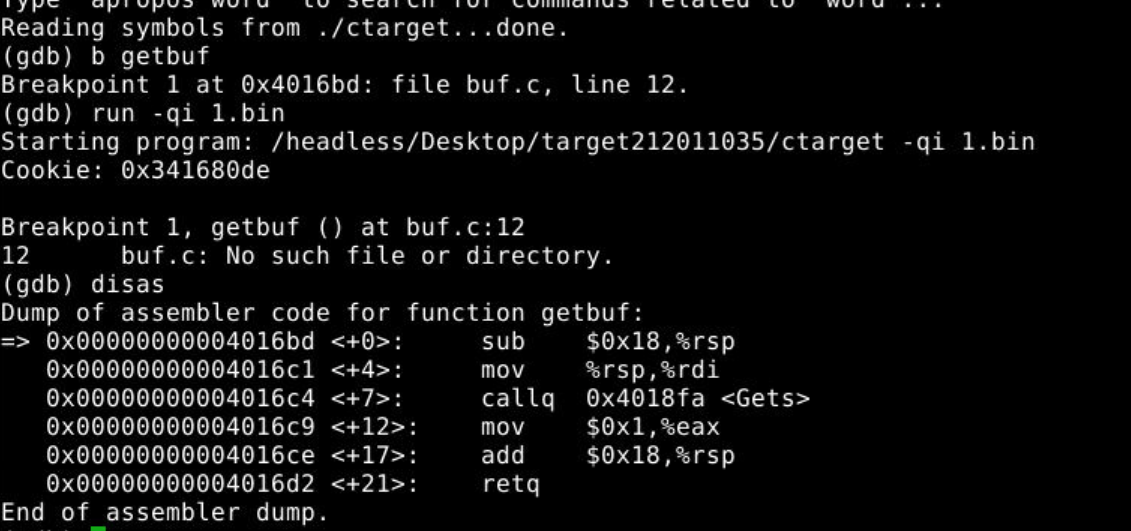 Type "apropos word" to search for commands related to "word"...
Reading symbols from ./ctarget...done.
(gdb) b getbuf
Breakpoint 1 at 0x4016bd: file buf.c, line 12.
(gdb) run -qi 1.bin
Starting program: /headless/Desktop/target212011035/ctarget -qi 1.bin
Cookie: 0x341680de
Breakpoint 1, getbuf () at buf.c:12
12      buf.c: No such file or directory.
(gdb) disas
Dump of assembler code for function getbuf:
=> 0x00000000004016bd <+0>:     sub    $0x18,%rsp
   0x00000000004016c1 <+4>:     mov    %rsp,%rdi
   0x00000000004016c4 <+7>:     callq  0x4018fa <Gets>
   0x00000000004016c9 <+12>:    mov    $0x1,%eax
   0x00000000004016ce <+17>:    add    $0x18,%rsp
   0x00000000004016d2 <+21>:    retq
End of assembler dump.